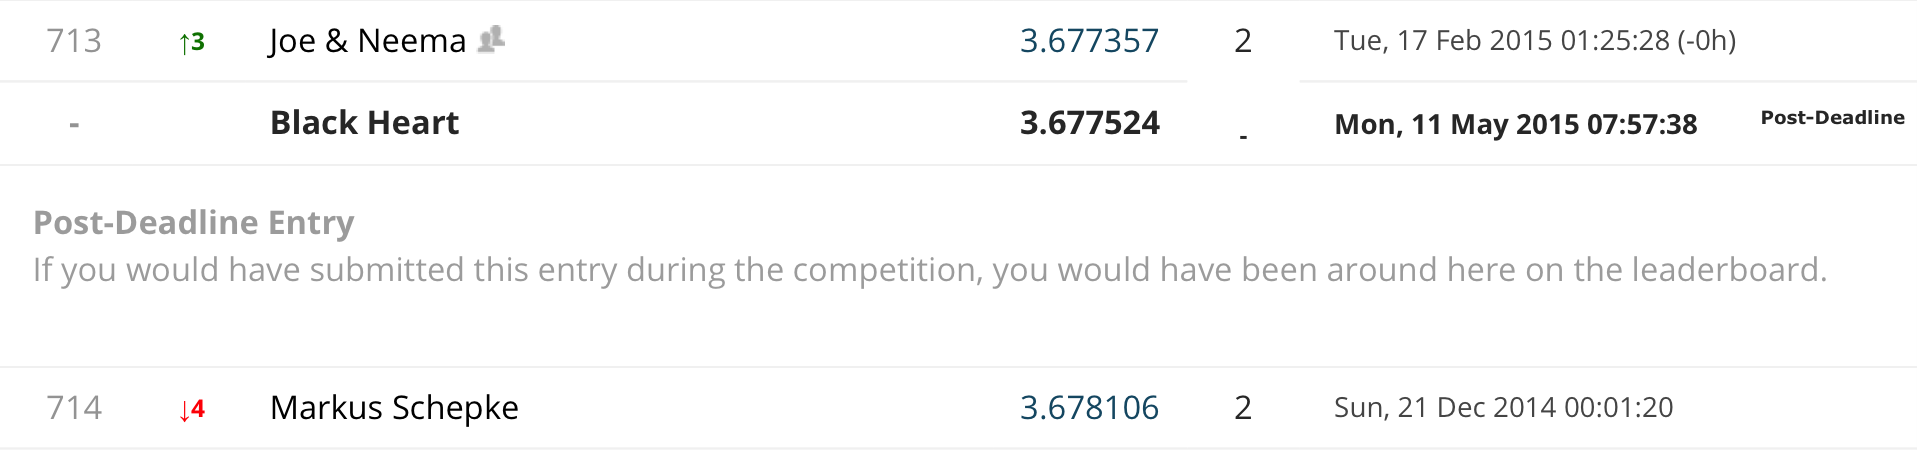 713 ↑3 Joe & Neema 3.677357 2 Tue, 17 Feb 2015 01:25:28 (-0h)
- Black Heart 3.677524 - Mon, 11 May 2015 07:57:38 Post-Deadline
Post-Deadline Entry
If you would have submitted this entry during the competition, you would have been around here on the leaderboard.
714 ↓4 Markus Schepke 3.678106 2 Sun, 21 Dec 2014 00:01:20